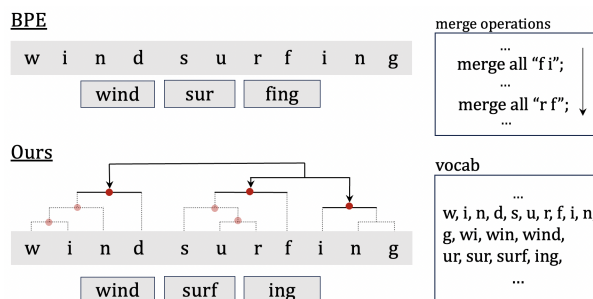 BPE
w i n d s u r f i n g
wind sur fing
merge operations
...
merge all “f i”;
...
merge all “r f”;
...
Ours
w i n d s u r f i n g
wind surf ing
vocab
...
w, i, n, d, s, u, r, f, i, n
g, wi, win, wind,
ur, sur, surf, ing,
...